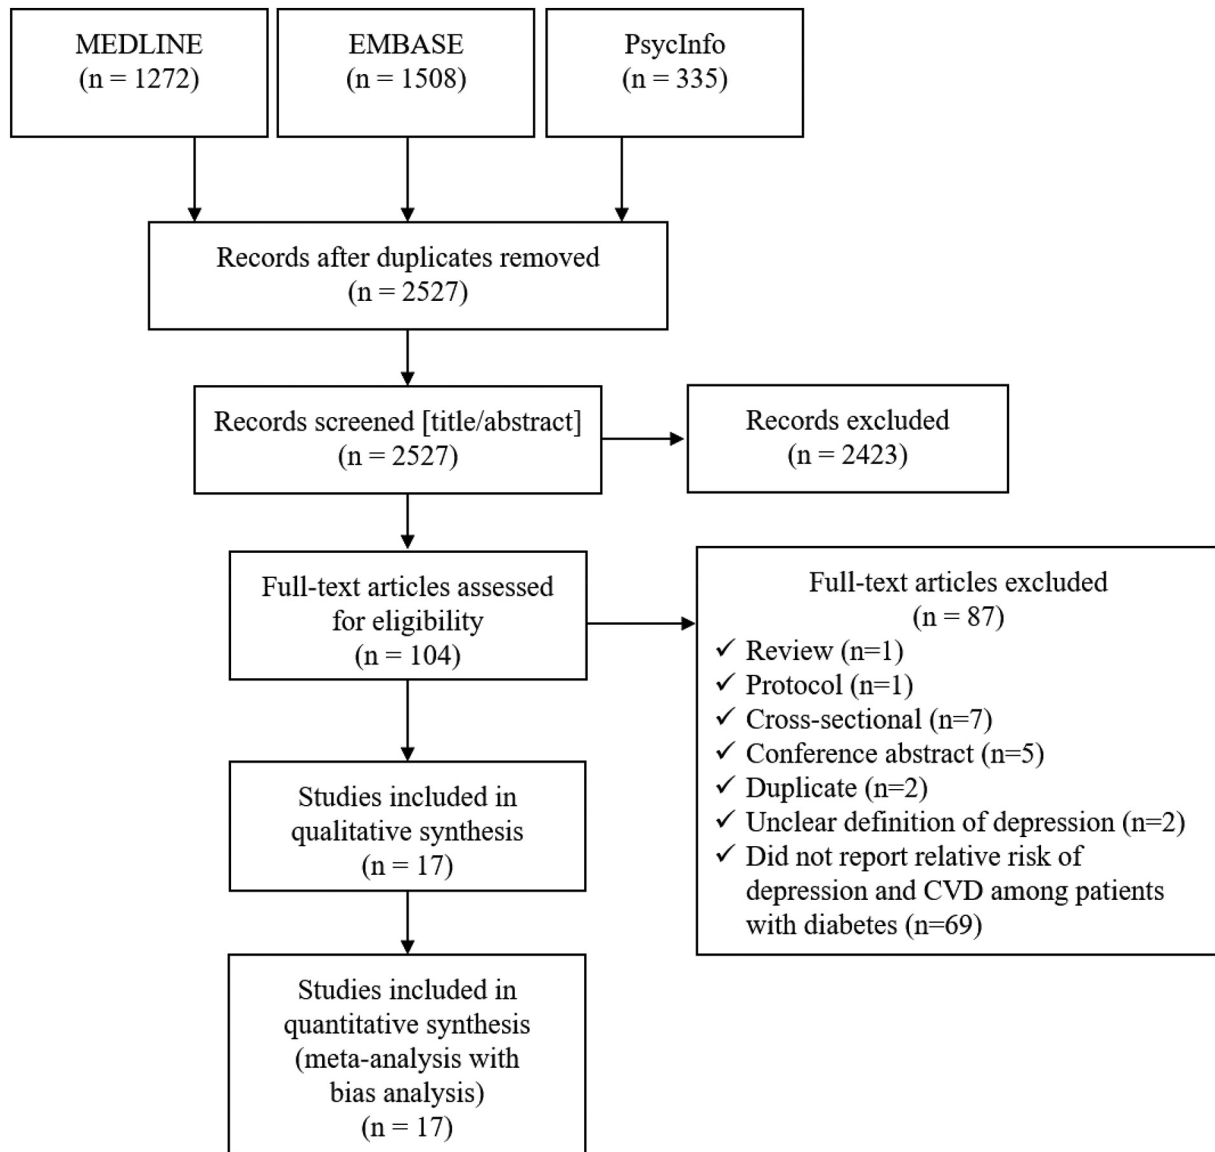 MEDLINE
(n = 1272)
EMBASE
(n = 1508)
PsycInfo
(n = 335)
Records after duplicates removed
(n = 2527)
Records screened [title/abstract]
(n = 2527)
Records excluded
(n = 2423)
Full-text articles assessed
for eligibility
(n = 104)
Full-text articles excluded
(n = 87)
✓ Review (n=1)
✓ Protocol (n=1)
✓ Cross-sectional (n=7)
✓ Conference abstract (n=5)
✓ Duplicate (n=2)
✓ Unclear definition of depression (n=2)
✓ Did not report relative risk of
depression and CVD among patients
with diabetes (n=69)
Studies included in
qualitative synthesis
(n = 17)
Studies included in
quantitative synthesis
(meta-analysis with
bias analysis)
(n = 17)